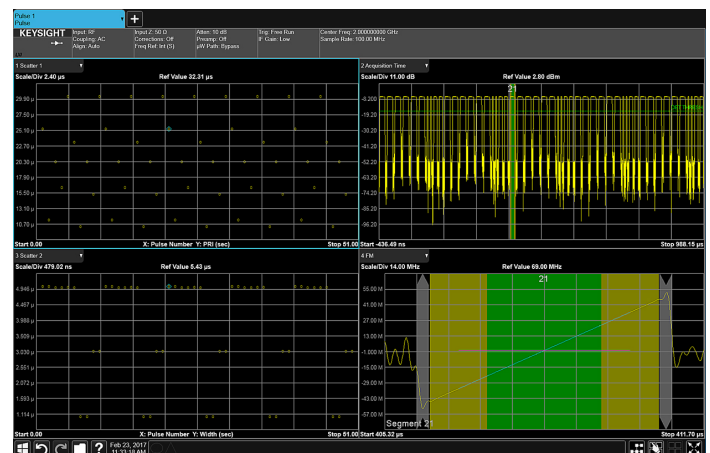 Pulse 1
Pulse
KEYSIGHT
Input: RF
Coupling: AC
Align: Auto
Input Z: 50 Ω
Corrections: Off
Freq Ref: Int (S)
Atten: 10 dB
Preamp: Off
µW Path: Bypass
Trig: Free Run
IF Gain: Low
Center Freq: 2.000000000 GHz
Sample Rate: 100.00 MHz
1 Scatter 1
Scale/Div 2.40 µs
Ref Value 32.31 µs
29.90 µ
27.50 µ
25.10 µ
22.70 µ
20.30 µ
17.90 µ
15.50 µ
13.10 µ
10.70 µ
Start 0.00
X: Pulse Number Y: PRI (sec)
Stop 51.00
2 Acquisition Time
Scale/Div 11.00 dB
Ref Value 2.80 dBm
21
-8.200
-19.20
-30.20
-41.20
-52.20
-63.20
-74.20
-85.20
-96.20
DET THRESH
Start -436.49 ns
Stop 988.15 µs
3 Scatter 2
Scale/Div 479.02 ns
Ref Value 5.43 µs
4.946 µ
4.467 µ
3.988 µ
3.509 µ
3.030 µ
2.551 µ
2.072 µ
1.593 µ
1.114 µ
Start 0.00
X: Pulse Number Y: Width (sec)
Stop 51.00
4 FM
Scale/Div 14.00 MHz
Ref Value 69.00 MHz
21
55.00 M
41.00 M
27.00 M
13.00 M
-1.000 M
-15.00 M
-29.00 M
-43.00 M
-57.00 M
Segment 21
Start 405.32 µs
Stop 411.70 µs
?
Feb 23, 2017
11:33:18 AM